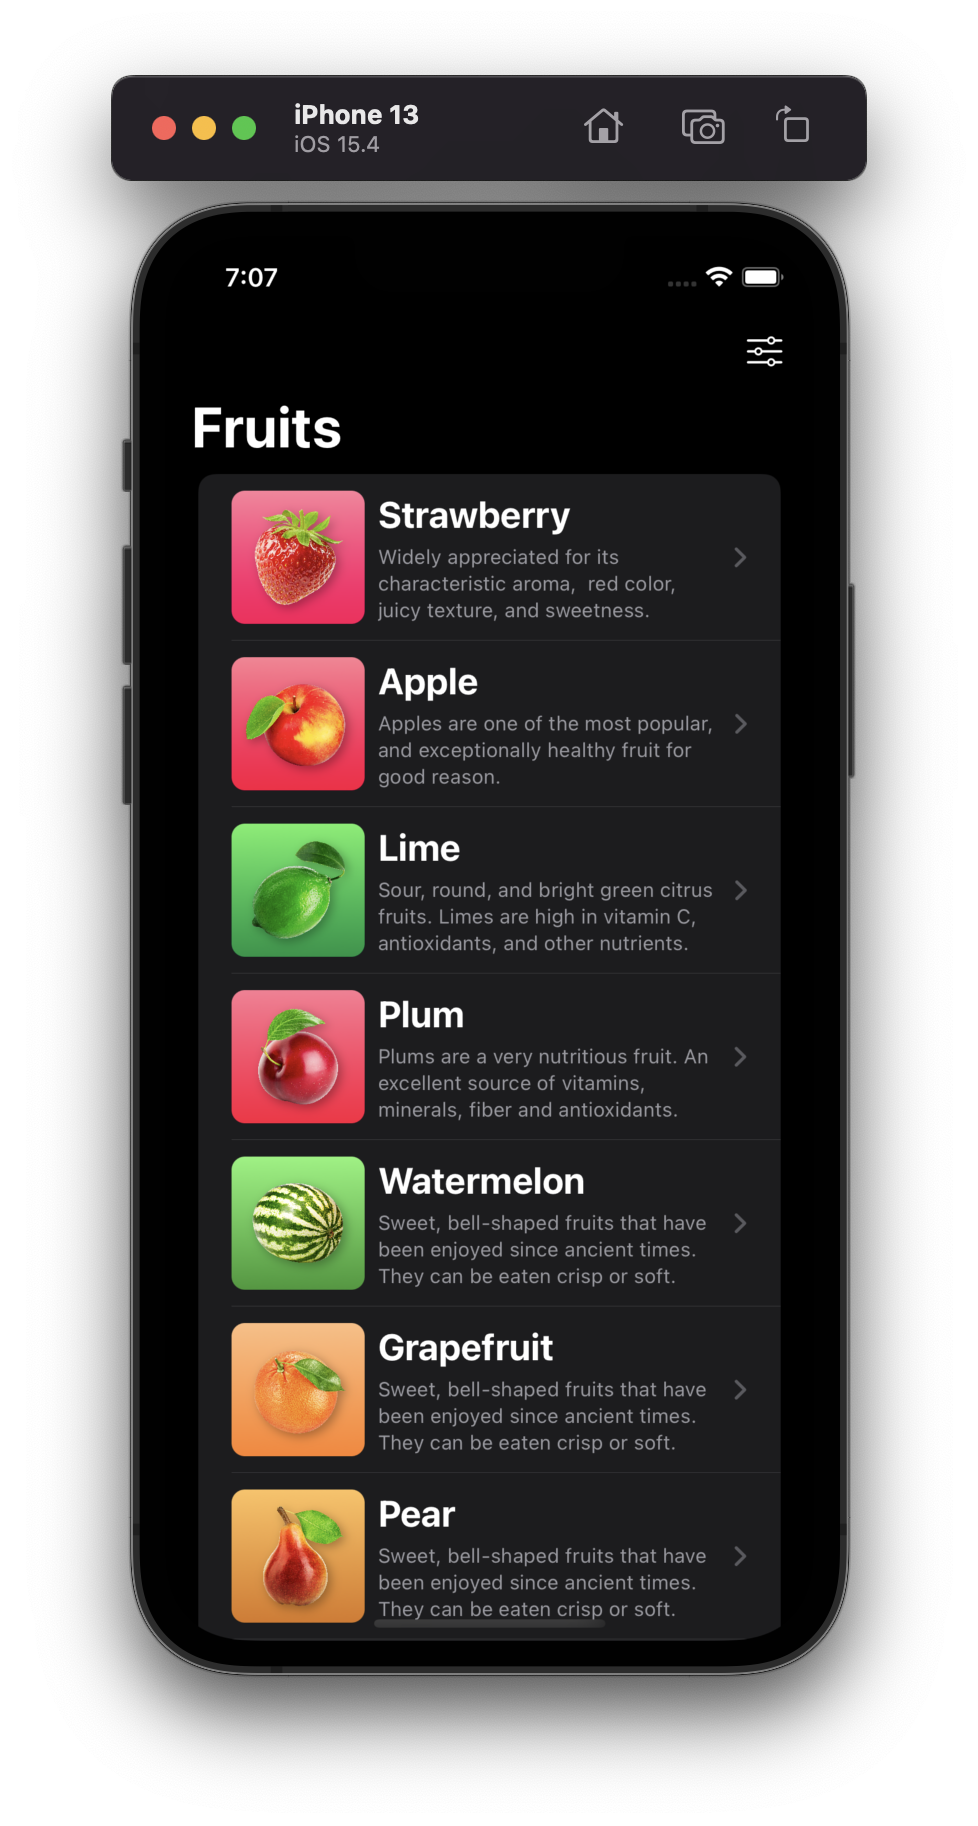 iPhone 13
iOS 15.4
7:07
Fruits
Strawberry
Widely appreciated for its
characteristic aroma,  red color,
juicy texture, and sweetness.
Apple
Apples are one of the most popular,
and exceptionally healthy fruit for
good reason.
Lime
Sour, round, and bright green citrus
fruits. Limes are high in vitamin C,
antioxidants, and other nutrients.
Plum
Plums are a very nutritious fruit. An
excellent source of vitamins,
minerals, fiber and antioxidants.
Watermelon
Sweet, bell-shaped fruits that have
been enjoyed since ancient times.
They can be eaten crisp or soft.
Grapefruit
Sweet, bell-shaped fruits that have
been enjoyed since ancient times.
They can be eaten crisp or soft.
Pear
Sweet, bell-shaped fruits that have
been enjoyed since ancient times.
They can be eaten crisp or soft.